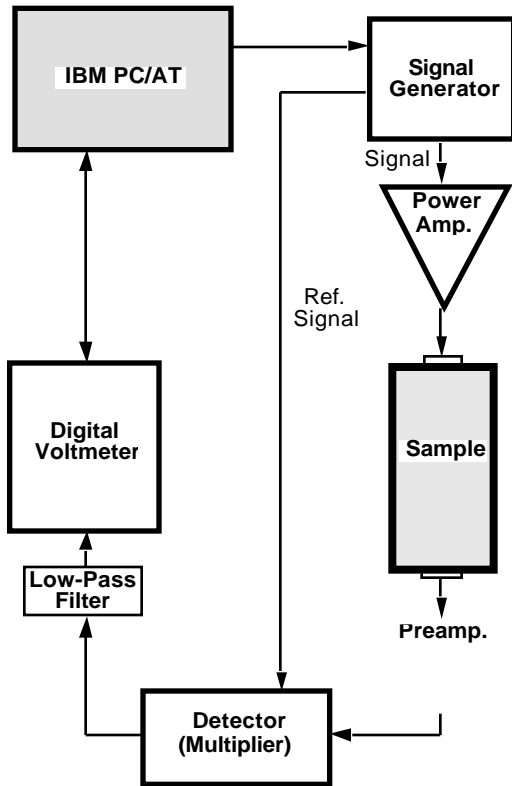 IBM PC/AT
Signal
Generator
Signal
Power
Amp.
Ref.
Signal
Digital
Voltmeter
Sample
Low-Pass
Filter
Preamp.
Detector
(Multiplier)